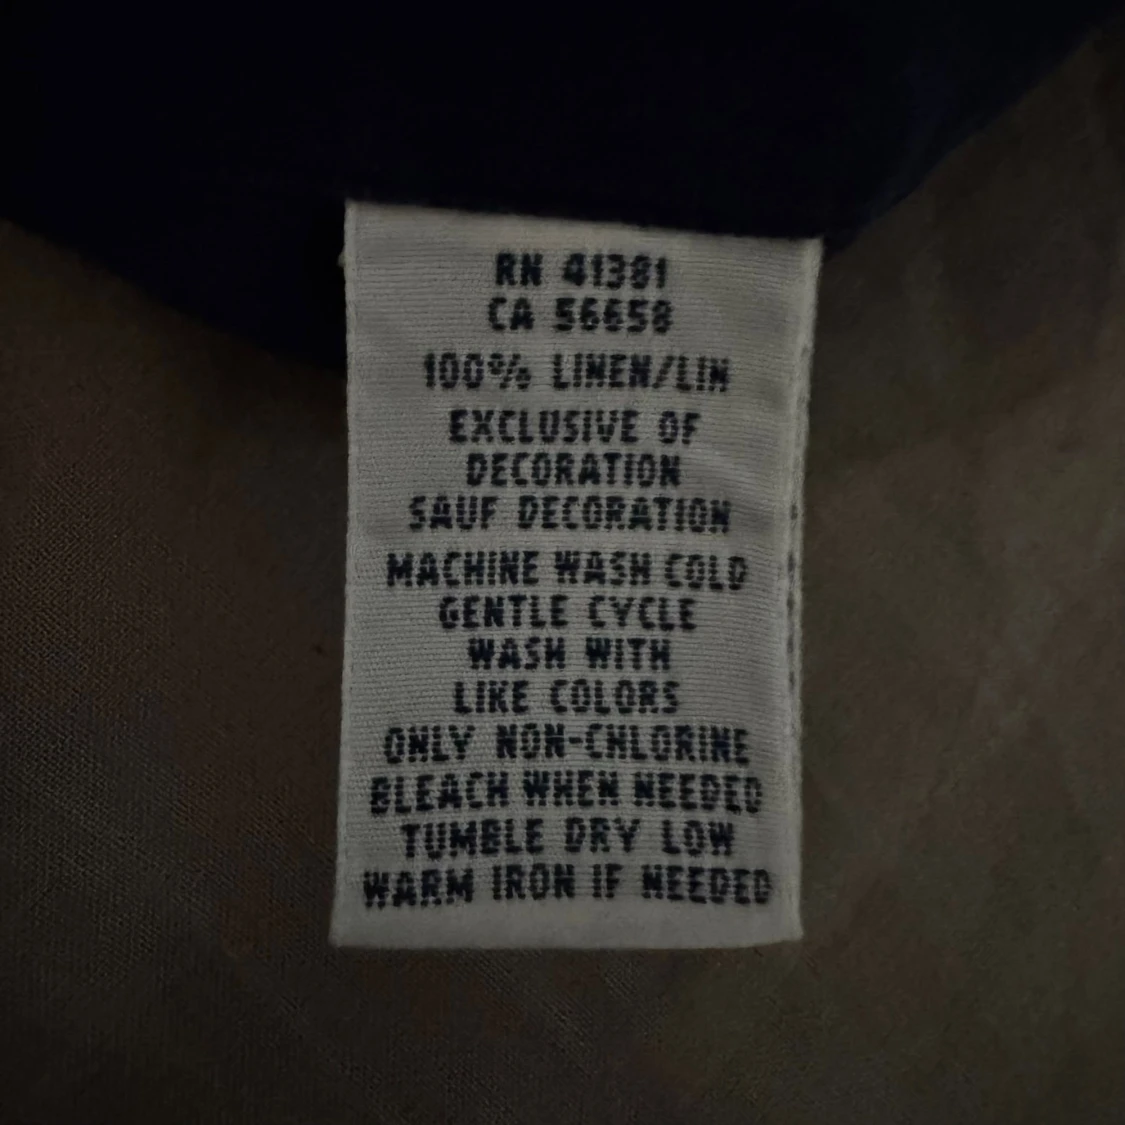 RN 41381
CA 56658
100% LINEN/LIN
EXCLUSIVE OF
DECORATION
SAUF DECORATION
MACHINE WASH COLD
GENTLE CYCLE
WASH WITH
LIKE COLORS
ONLY NON-CHLORINE
BLEACH WHEN NEEDED
TUMBLE DRY LOW
WARM IRON IF NEEDED